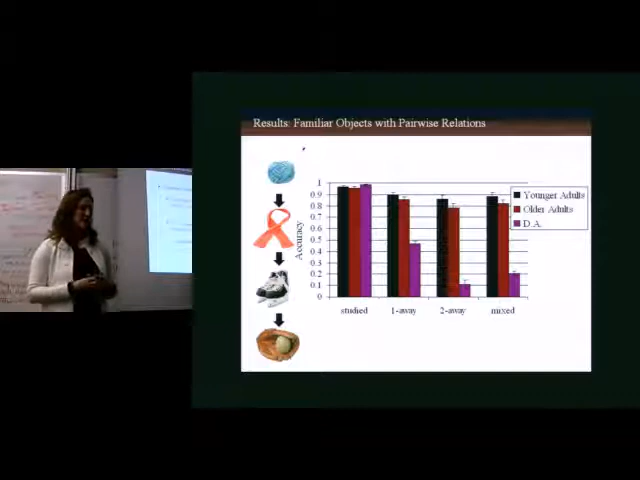 Results: Familiar Objects with Pairwise Relations
1
0.9
0.8
0.7
0.6
0.5
0.4
0.3
0.2
0.1
0
Accuracy
studied 1-away 2-away mixed
Younger Adults
Older Adults
D.A.